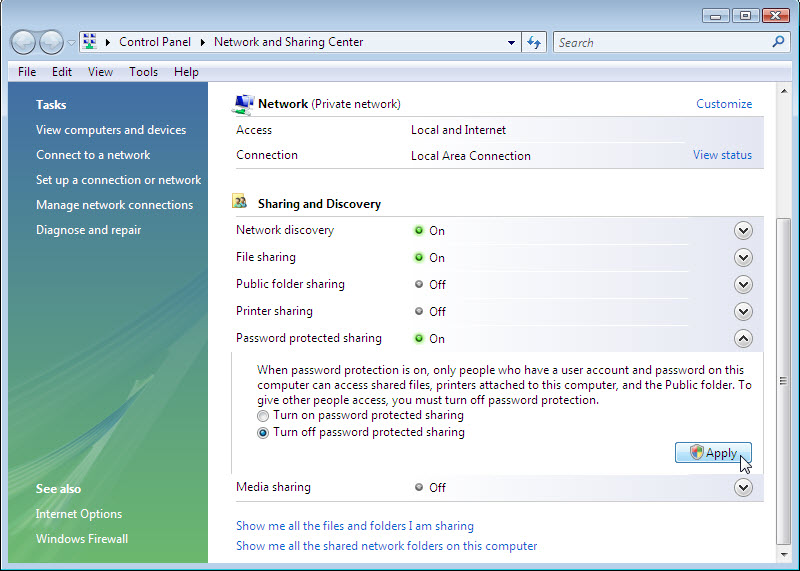 Control Panel Network and Sharing Center Search
File Edit View Tools Help
Tasks
View computers and devices
Connect to a network
Set up a connection or network
Manage network connections
Diagnose and repair
See also
Internet Options
Windows Firewall
Network (Private network) Customize
Access Local and Internet
Connection Local Area Connection View status
Sharing and Discovery
Network discovery On
File sharing On
Public folder sharing Off
Printer sharing Off
Password protected sharing On
When password protection is on, only people who have a user account and password on this
computer can access shared files, printers attached to this computer, and the Public folder. To
give other people access, you must turn off password protection.
Turn on password protected sharing
Turn off password protected sharing
Apply
Media sharing Off
Show me all the files and folders I am sharing
Show me all the shared network folders on this computer